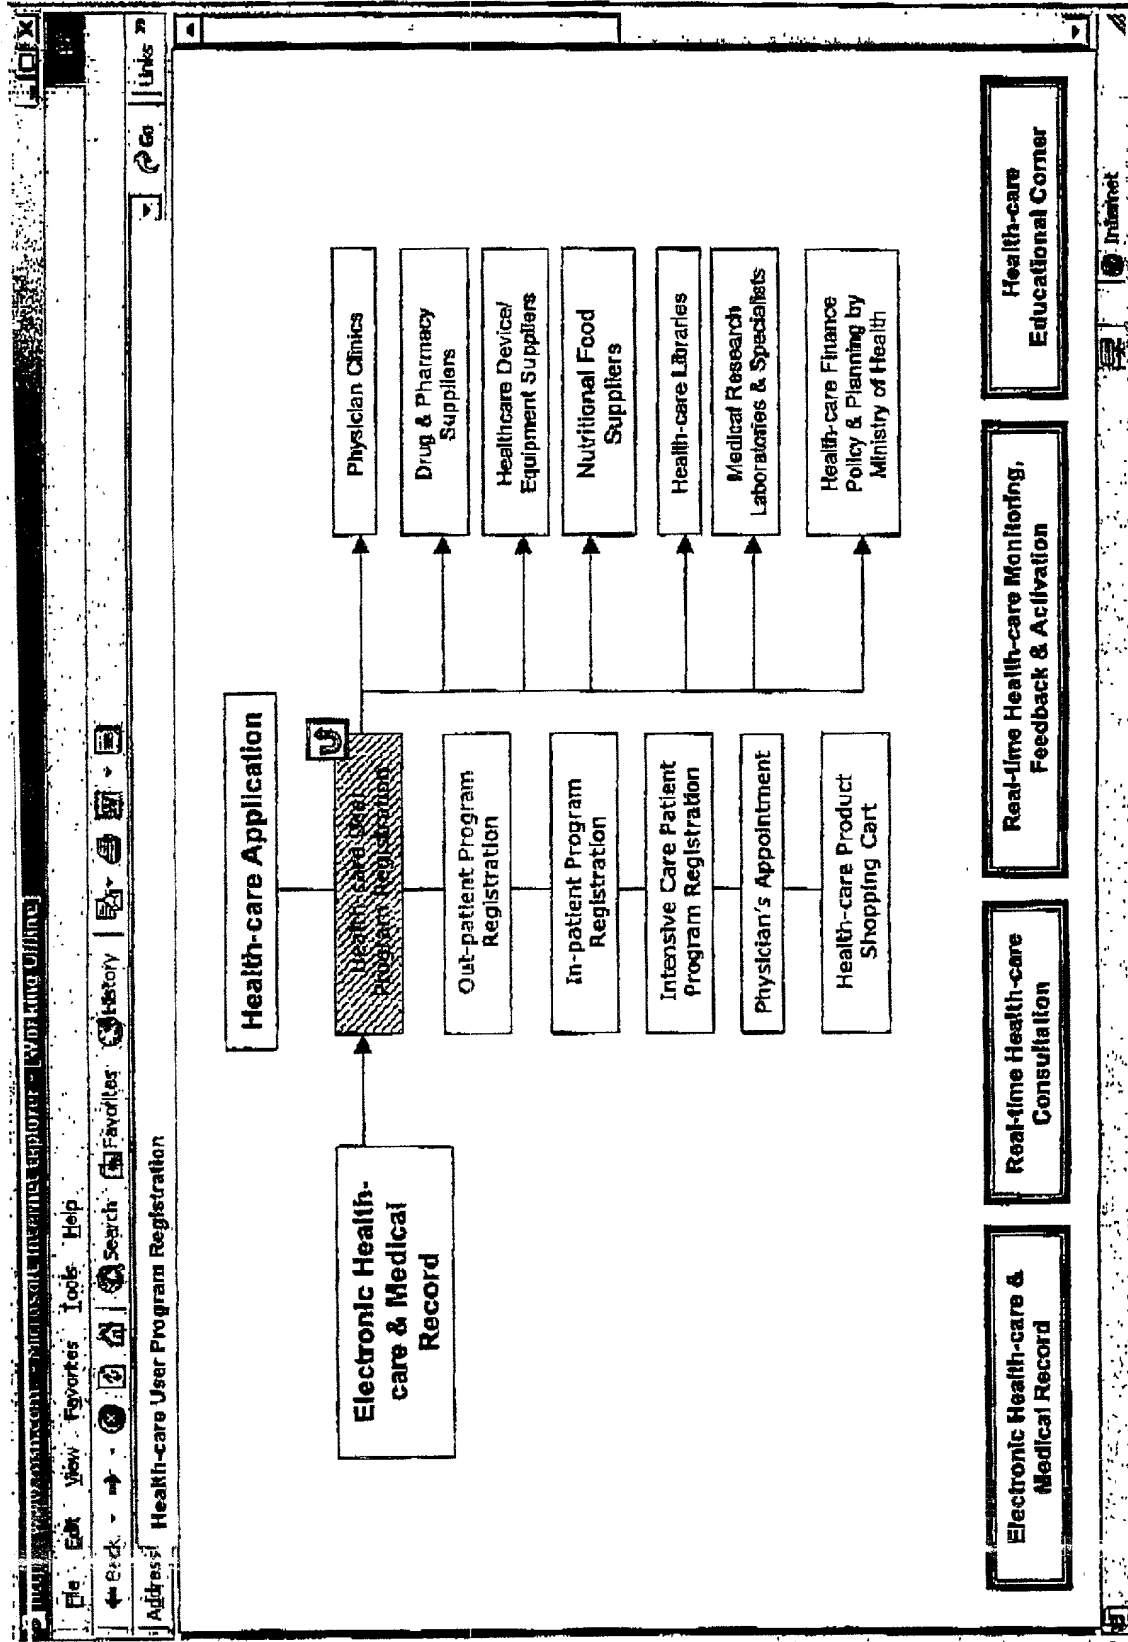 File Edit View Favorites Tools Help
Back Search Favorites History
Address Health-care User Program Registration Go Links »
Health-care Application
Health-care User
Program Registration
Out-patient Program
Registration
In-patient Program
Registration
Intensive Care Patient
Program Registration
Physician's Appointment
Health-care Product
Shopping Cart
Electronic Health-
care & Medical
Record
Physician Clinics
Drug & Pharmacy
Suppliers
Healthcare Device/
Equipment Suppliers
Nutritional Food
Suppliers
Health-care Libraries
Medical Research
Laboratories & Specialists
Health-care Finance
Policy & Planning by
Ministry of Health
Electronic Health-care &
Medical Record
Real-time Health-care
Consultation
Real-time Health-care Monitoring,
Feedback & Activation
Health-care
Educational Corner
Internet